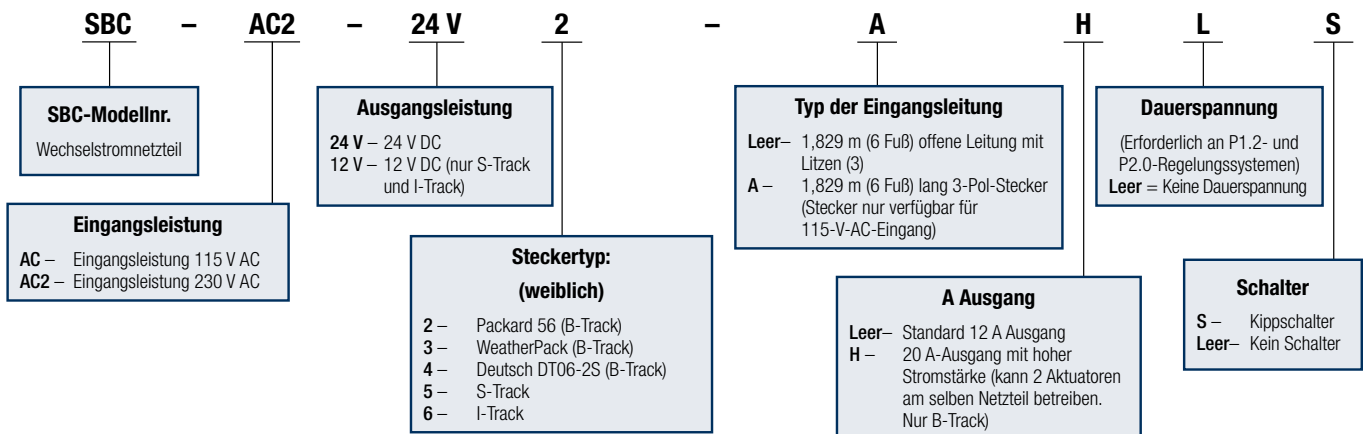 SBC – AC2 – 24 V 2 – A H L S
SBC-Modellnr.
Wechselstromnetzteil
Eingangsleistung
AC – Eingangsleistung 115 V AC
AC2 – Eingangsleistung 230 V AC
Ausgangsleistung
24 V – 24 V DC
12 V – 12 V DC (nur S-Track
und I-Track)
Steckertyp:
(weiblich)
2 – Packard 56 (B-Track)
3 – WeatherPack (B-Track)
4 – Deutsch DT06-2S (B-Track)
5 – S-Track
6 – I-Track
Typ der Eingangsleitung
Leer– 1,829 m (6 Fuß) offene Leitung mit
Litzen (3)
A – 1,829 m (6 Fuß) lang 3-Pol-Stecker
(Stecker nur verfügbar für
115-V-AC-Eingang)
A Ausgang
Leer– Standard 12 A Ausgang
H – 20 A-Ausgang mit hoher
Stromstärke (kann 2 Aktuatoren
am selben Netzteil betreiben.
Nur B-Track)
Dauerspannung
(Erforderlich an P1.2- und
P2.0-Regelungssystemen)
Leer = Keine Dauerspannung
Schalter
S – Kippschalter
Leer– Kein Schalter